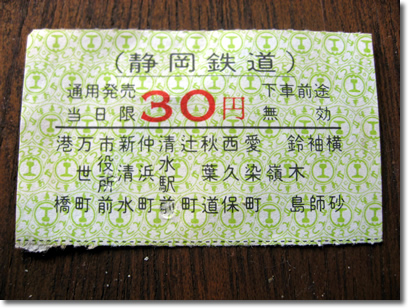 (静岡鉄道)
通用発売
当日限
30円
下車前途
無効
港橋
万世町
市役所前
新清水
仲浜町
清水駅前
辻町
秋葉道
西久保
愛染町
嶺
鈴木島
袖師
横砂